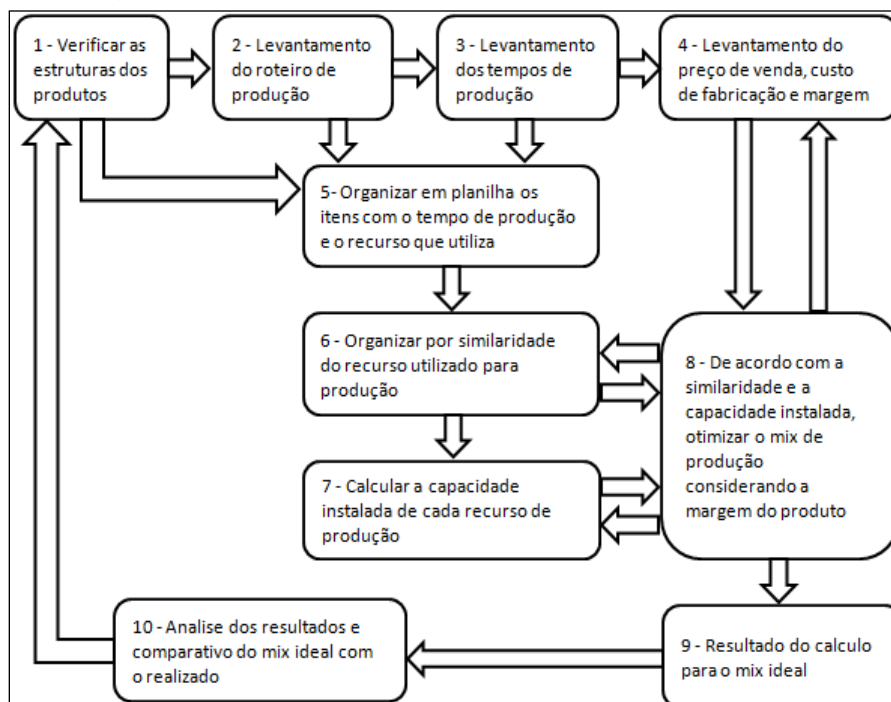 1 - Verificar as
estruturas dos
produtos
2 - Levantamento
do roteiro de
produção
3 - Levantamento
dos tempos de
produção
4 - Levantamento do
preço de venda, custo
de fabricação e margem
5- Organizar em planilha os
itens com o tempo de produção
e o recurso que utiliza
6 - Organizar por similaridade
do recurso utilizado para
produção
7 - Calcular a capacidade
instalada de cada recurso de
produção
8 - De acordo com a
similaridade e a
capacidade instalada,
otimizar o mix de
produção
considerando a
margem do produto
9 - Resultado do calculo
para o mix ideal
10 - Analise dos resultados e
comparativo do mix ideal com
o realizado